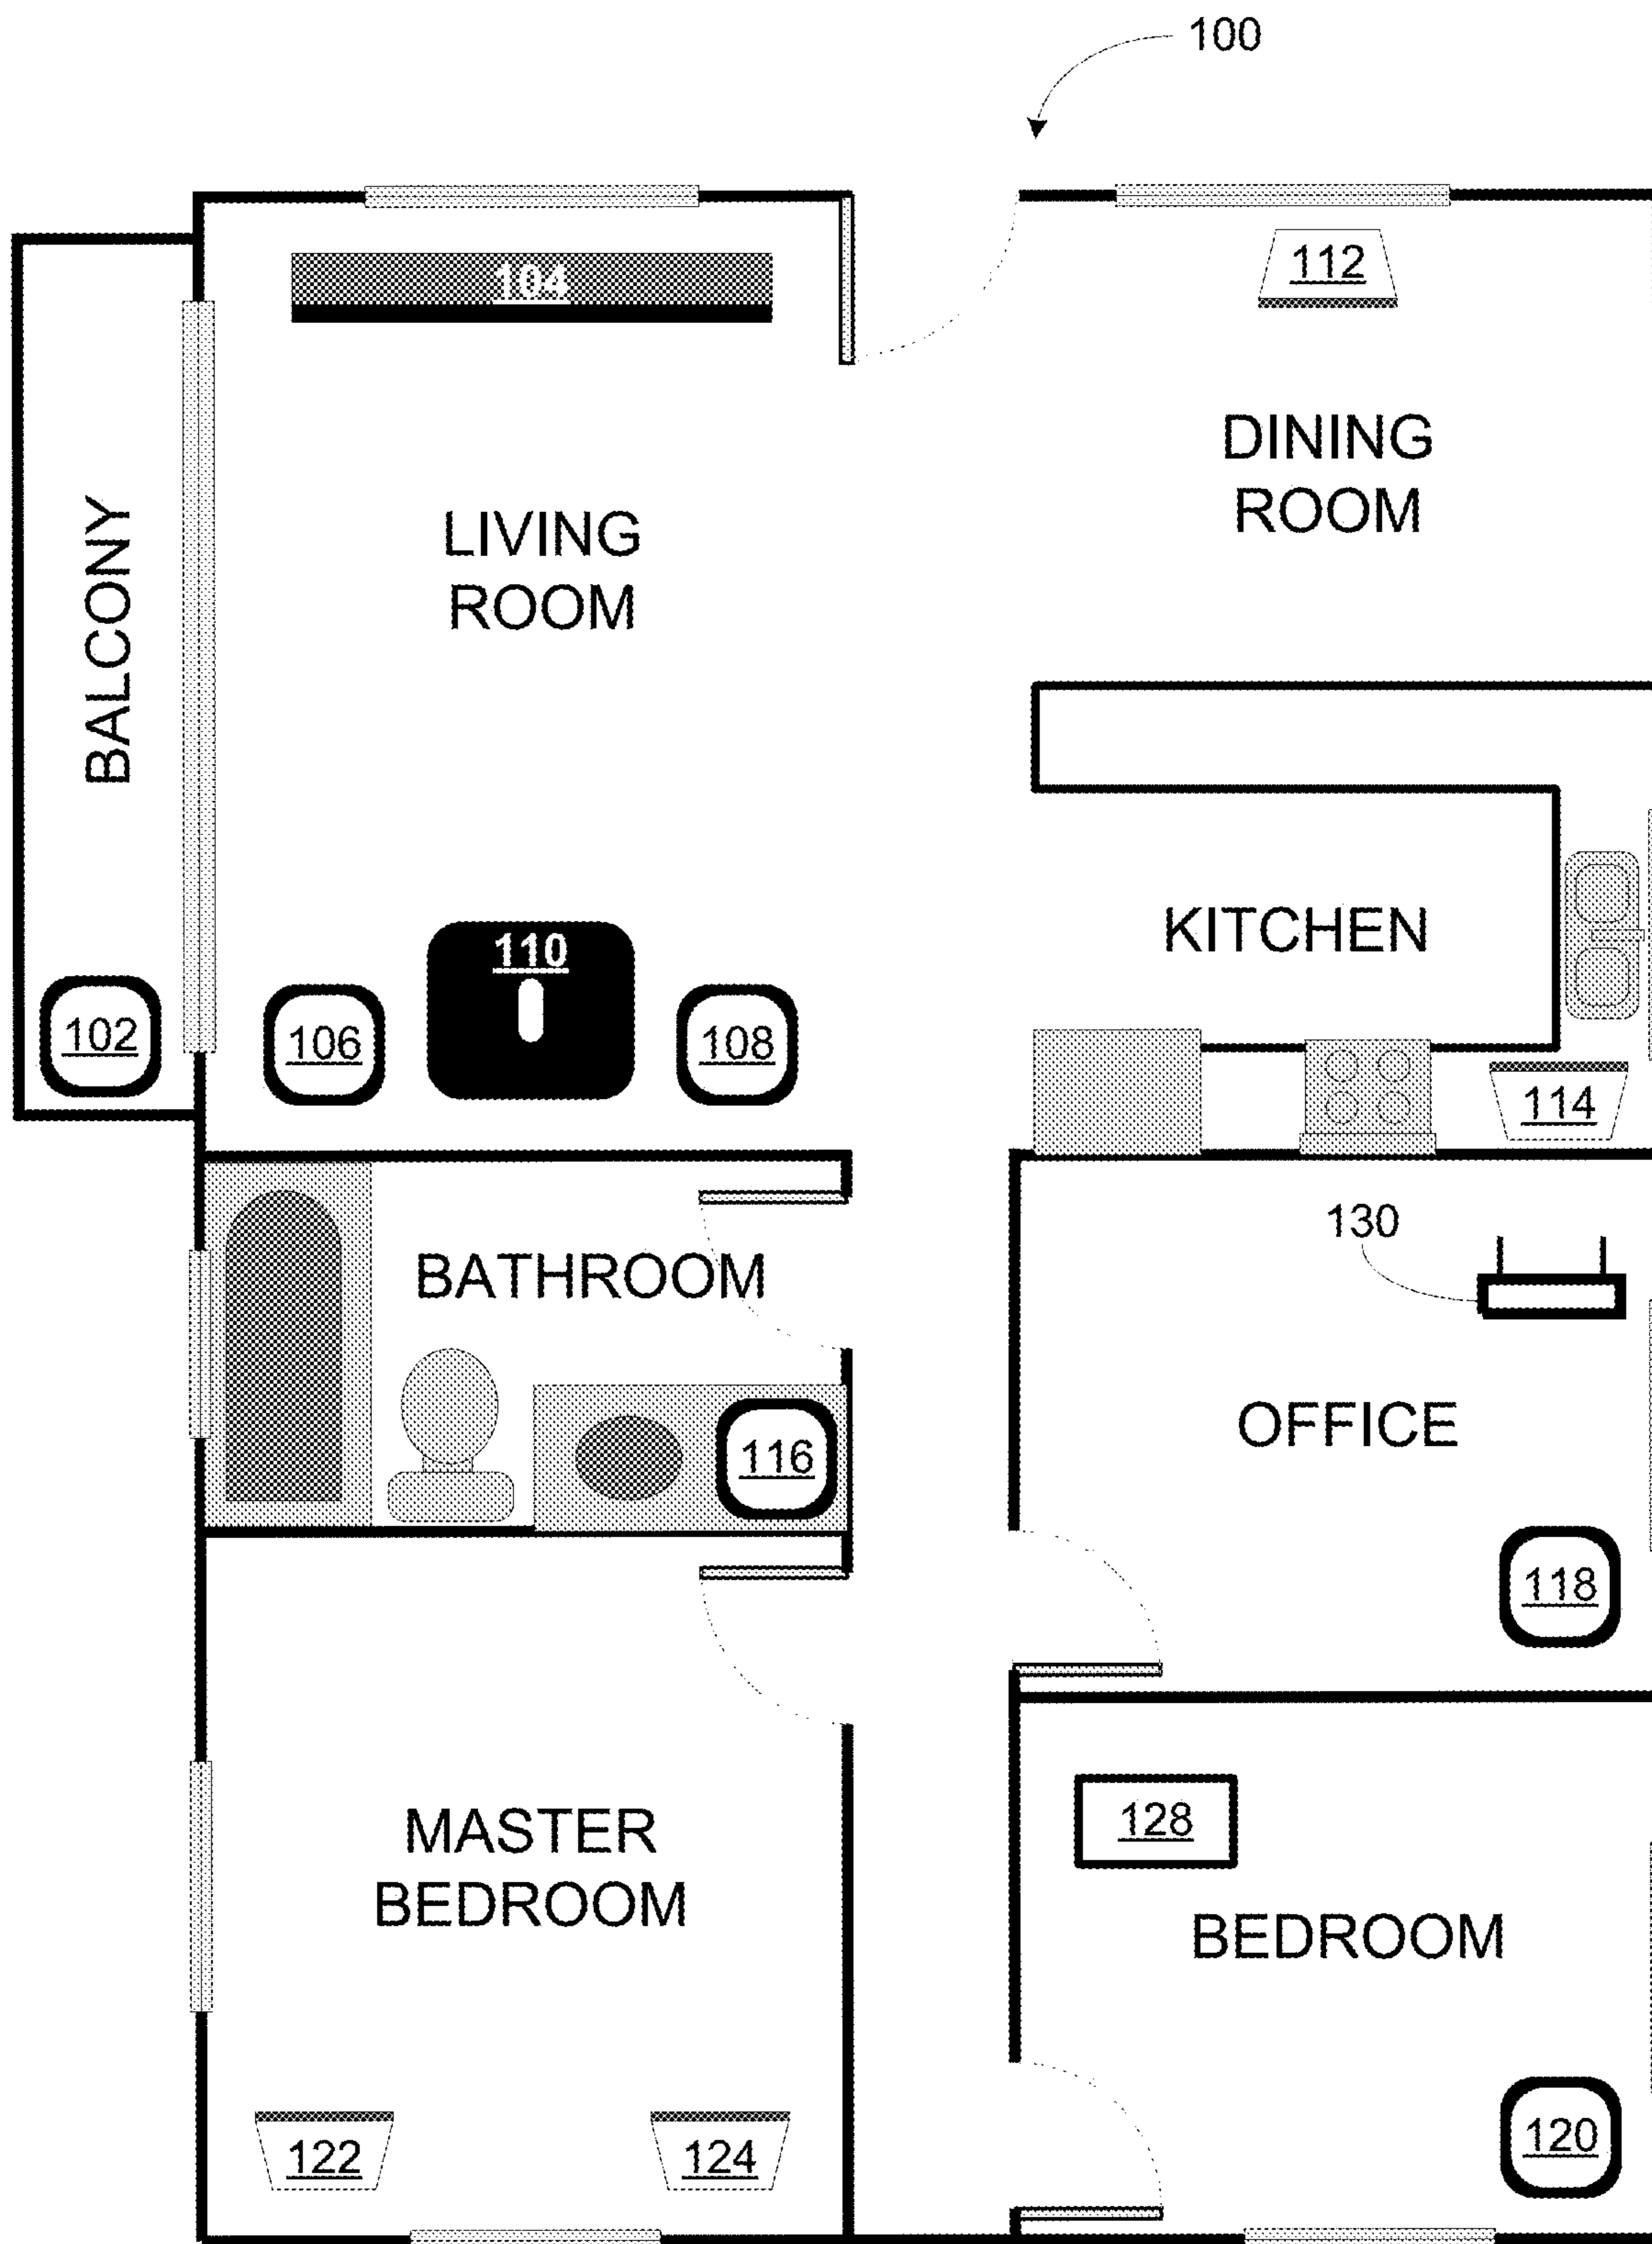 100
104
112
DINING
ROOM
LIVING
ROOM
BALCONY
KITCHEN
110
102
106
108
114
130
BATHROOM
OFFICE
116
118
128
MASTER
BEDROOM
BEDROOM
122
124
120